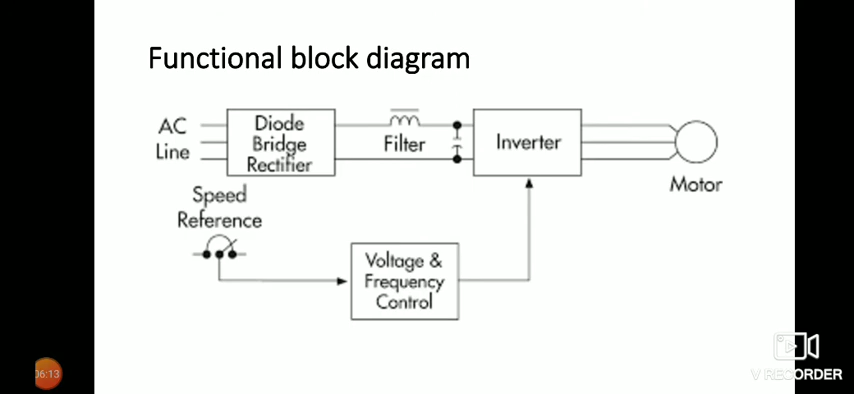 Functional block diagram
AC
Line
Diode
Bridge
Rectifier
Filter
Inverter
Motor
Speed
Reference
Voltage &
Frequency
Control
06:13
V RECORDER